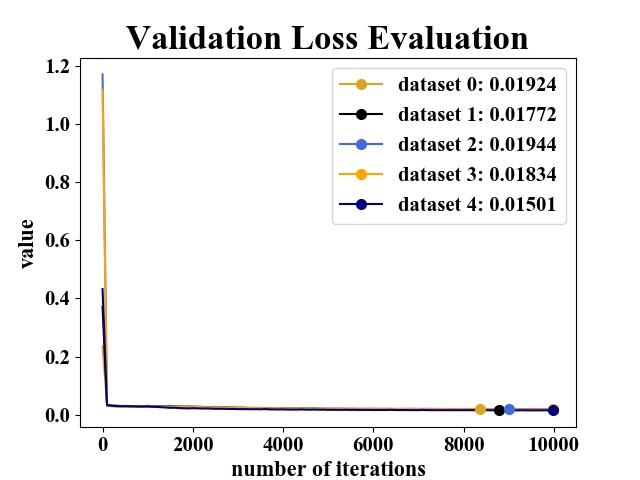 Validation Loss Evaluation
dataset 0: 0.01924
dataset 1: 0.01772
dataset 2: 0.01944
dataset 3: 0.01834
dataset 4: 0.01501
value
1.2
1.0
0.8
0.6
0.4
0.2
0.0
0 2000 4000 6000 8000 10000
number of iterations